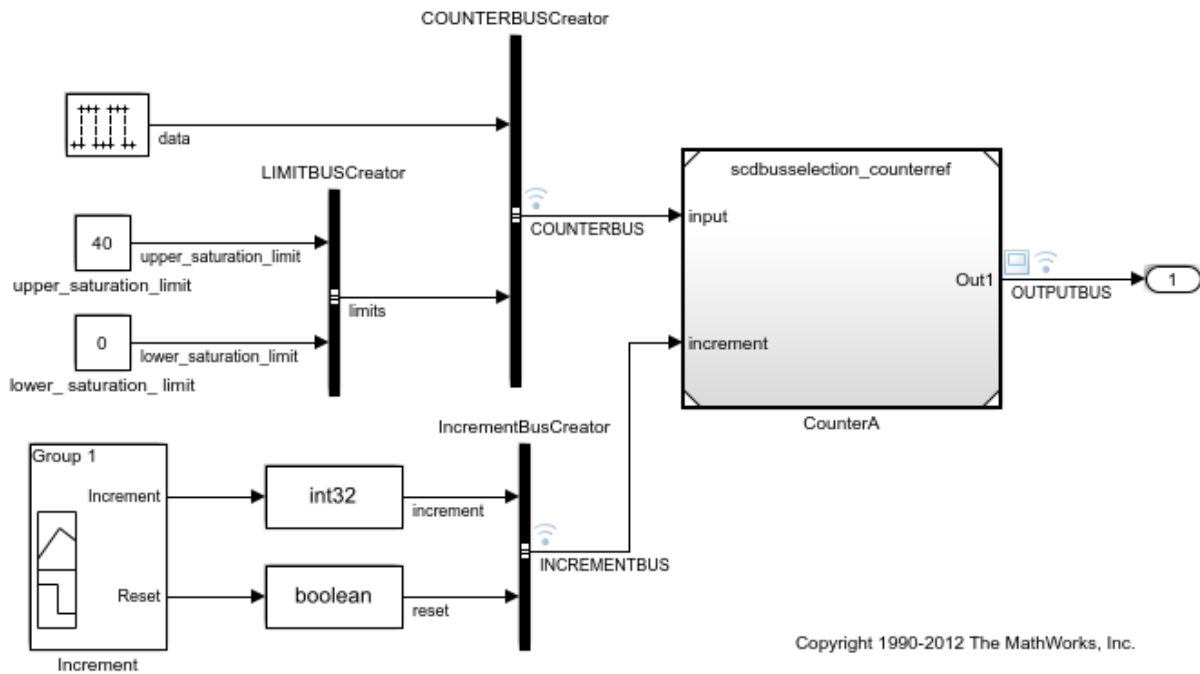 COUNTERBUSCreator
data
LIMITBUSCreator
scdbusselection_counterref
input
COUNTERBUS
40
upper_saturation_limit
upper_saturation_limit
Out1
OUTPUTBUS
1
limits
0
lower_saturation_limit
lower_ saturation_ limit
increment
CounterA
IncrementBusCreator
Group 1
Increment
int32
increment
INCREMENTBUS
Reset
boolean
reset
Increment
Copyright 1990-2012 The MathWorks, Inc.